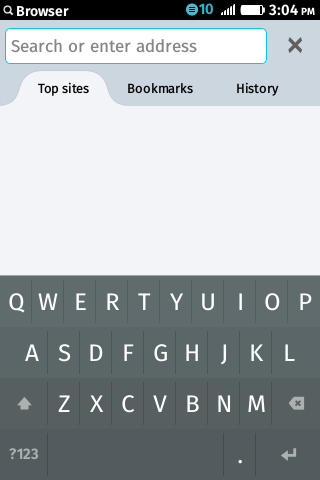 Browser 10 3:04 PM
Search or enter address
Top sites Bookmarks History
Q W E R T Y U I O P
A S D F G H J K L
Z X C V B N M
?123 .